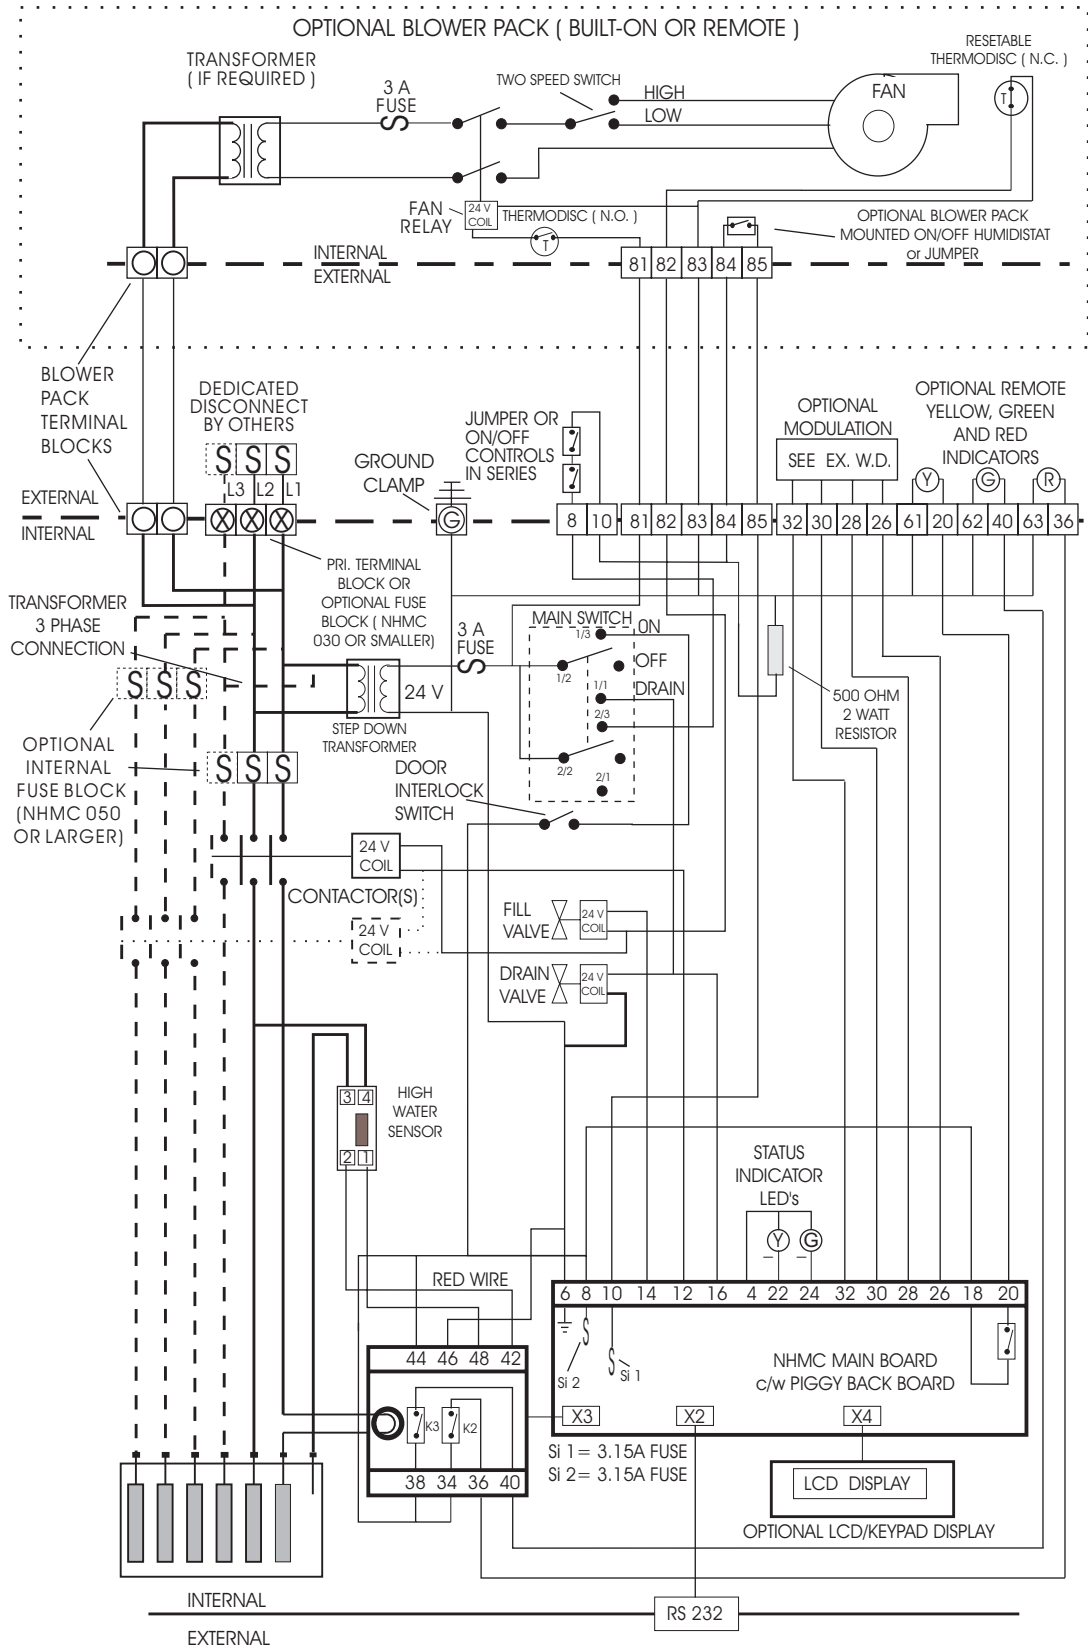 OPTIONAL BLOWER PACK ( BUILT-ON OR REMOTE )
TRANSFORMER
( IF REQUIRED )
3 A
FUSE
TWO SPEED SWITCH
HIGH
LOW
FAN
RESETABLE
THERMODISC ( N.C. )
T
FAN
RELAY
24 V
COIL
THERMODISC ( N.O. )
T
OPTIONAL BLOWER PACK
MOUNTED ON/OFF HUMIDISTAT
or JUMPER
INTERNAL
EXTERNAL
81 82 83 84 85
BLOWER
PACK
TERMINAL
BLOCKS
DEDICATED
DISCONNECT
BY OTHERS
S S S
L3 L2 L1
GROUND
CLAMP
JUMPER OR
ON/OFF
CONTROLS
IN SERIES
OPTIONAL
MODULATION
SEE EX. W.D.
OPTIONAL REMOTE
YELLOW, GREEN
AND RED
INDICATORS
Y G R
EXTERNAL
INTERNAL
X X X
G
8 10 81 82 83 84 85 32 30 28 26 61 20 62 40 63 36
PRI. TERMINAL
BLOCK OR
OPTIONAL FUSE
BLOCK ( NHMC
030 OR SMALLER)
TRANSFORMER
3 PHASE
CONNECTION
3 A
FUSE
MAIN SWITCH
1/3
ON
OFF
1/2
1/1
DRAIN
2/3
2/2
2/1
S S S
24 V
STEP DOWN
TRANSFORMER
500 OHM
2 WATT
RESISTOR
OPTIONAL
INTERNAL
FUSE BLOCK
(NHMC 050
OR LARGER)
S S S
DOOR
INTERLOCK
SWITCH
24 V
COIL
CONTACTOR(S)
24 V
COIL
FILL
VALVE
24 V
COIL
DRAIN
VALVE
24 V
COIL
3 4
2 1
HIGH
WATER
SENSOR
STATUS
INDICATOR
LED's
Y G
RED WIRE
6 8 10 14 12 16 4 22 24 32 30 28 26 18 20
Si 2
Si 1
NHMC MAIN BOARD
c/w PIGGY BACK BOARD
44 46 48 42
K3
K2
38 34 36 40
X3
X2
X4
Si 1= 3.15A FUSE
Si 2= 3.15A FUSE
LCD DISPLAY
OPTIONAL LCD/KEYPAD DISPLAY
INTERNAL
EXTERNAL
RS 232